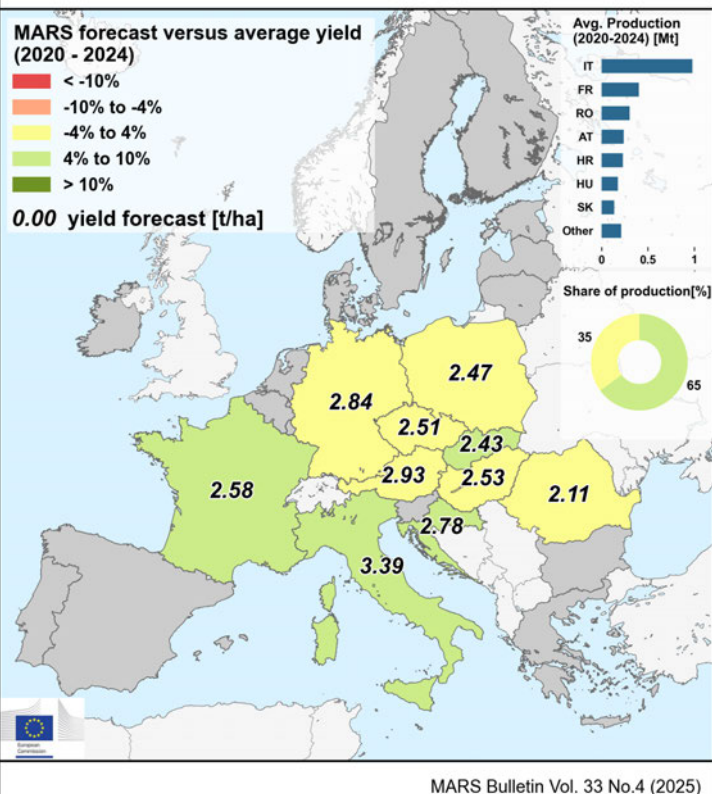 MARS forecast versus average yield
(2020 - 2024)
< -10%
-10% to -4%
-4% to 4%
4% to 10%
> 10%
0.00 yield forecast [t/ha]
Avg. Production
(2020-2024) [Mt]
IT
FR
RO
AT
HR
HU
SK
Other
0 0.5 1
Share of production[%]
35
65
2.47
2.84
2.51
2.43
2.93
2.53
2.58
2.11
2.78
3.39
European
Commission
MARS Bulletin Vol. 33 No.4 (2025)